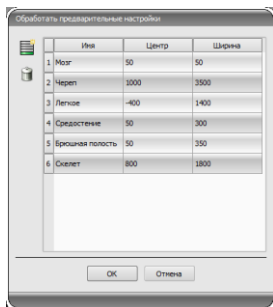 Обработать предварительные настройки
Имя Центр Ширина
1 Мозг 50 50
2 Череп 1000 3500
3 Легкое -400 1400
4 Средостение 50 300
5 Брюшная полость 50 350
6 Скелет 800 1800
OK Отмена